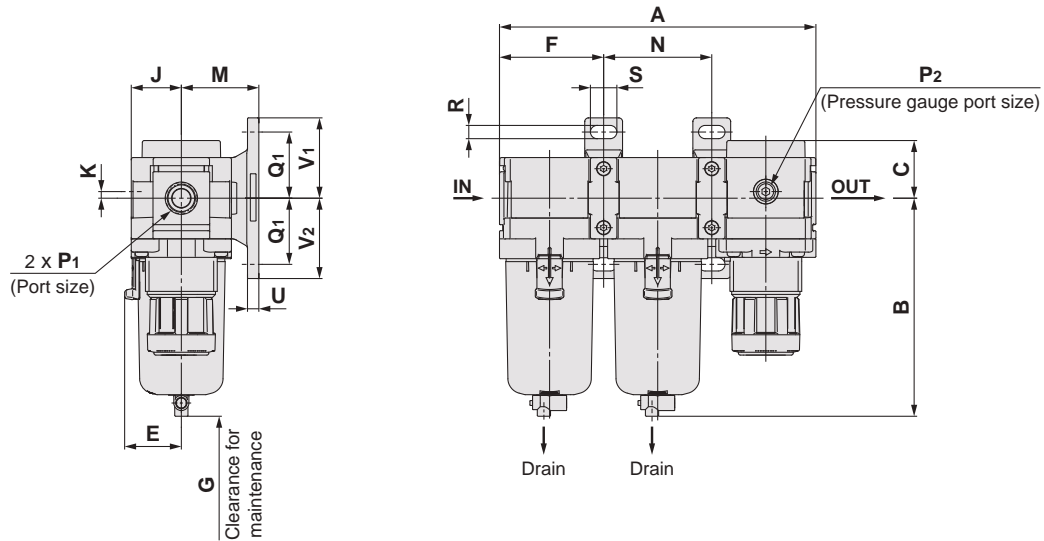 J
M
K
Q1
V1
Q1
V2
2 x P1
(Port size)
U
E
G
Clearance for
maintenance
A
F
N
S
R
P2
(Pressure gauge port size)
C
IN
OUT
B
Drain
Drain